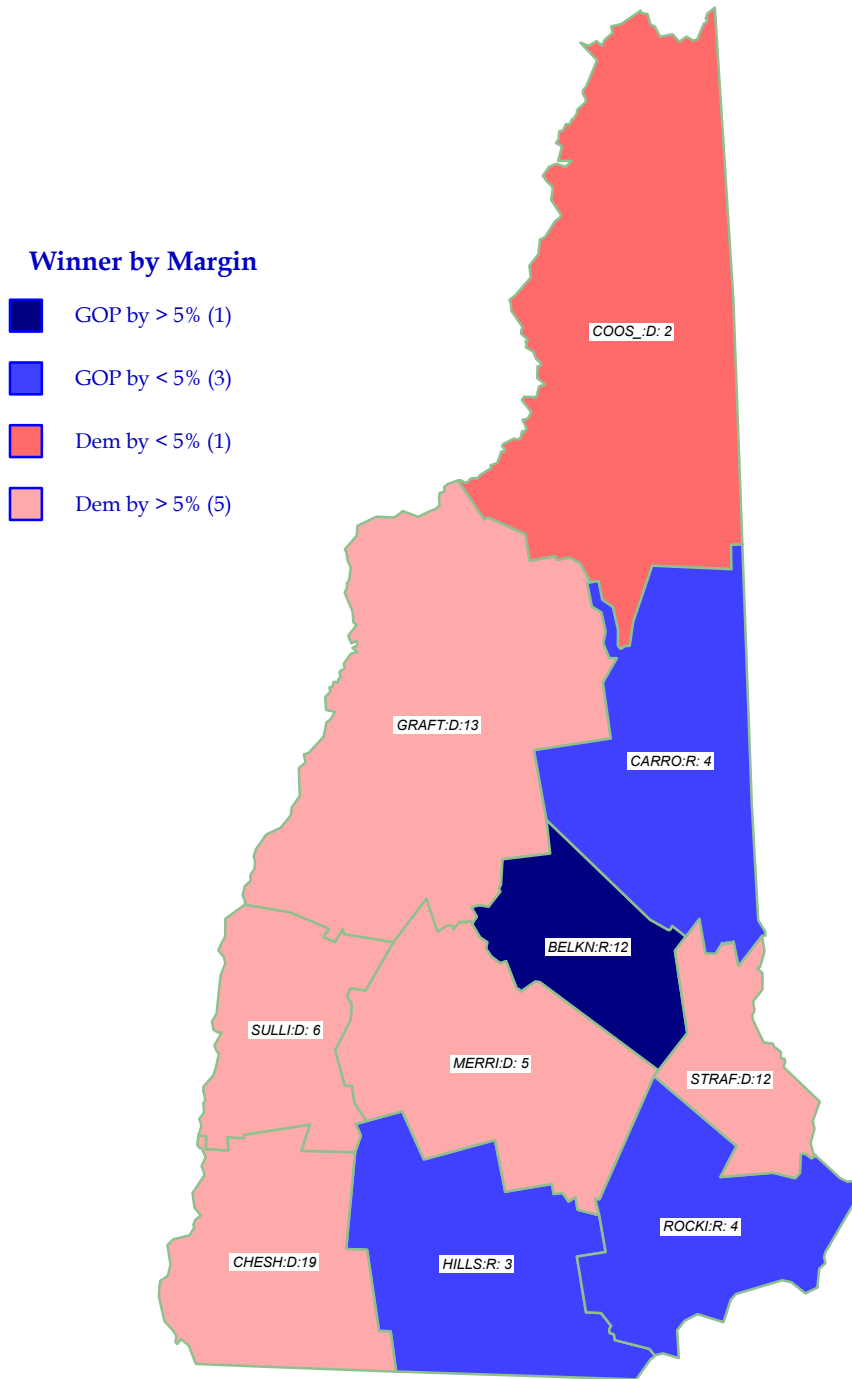 Winner by Margin
GOP by > 5% (1)
GOP by < 5% (3)
Dem by < 5% (1)
Dem by > 5% (5)
COOS_:D: 2
GRAFT:D:13
CARRO:R: 4
BELKN:R:12
SULLI:D: 6
MERRI:D: 5
STRAF:D:12
ROCKI:R: 4
CHESH:D:19
HILLS:R: 3